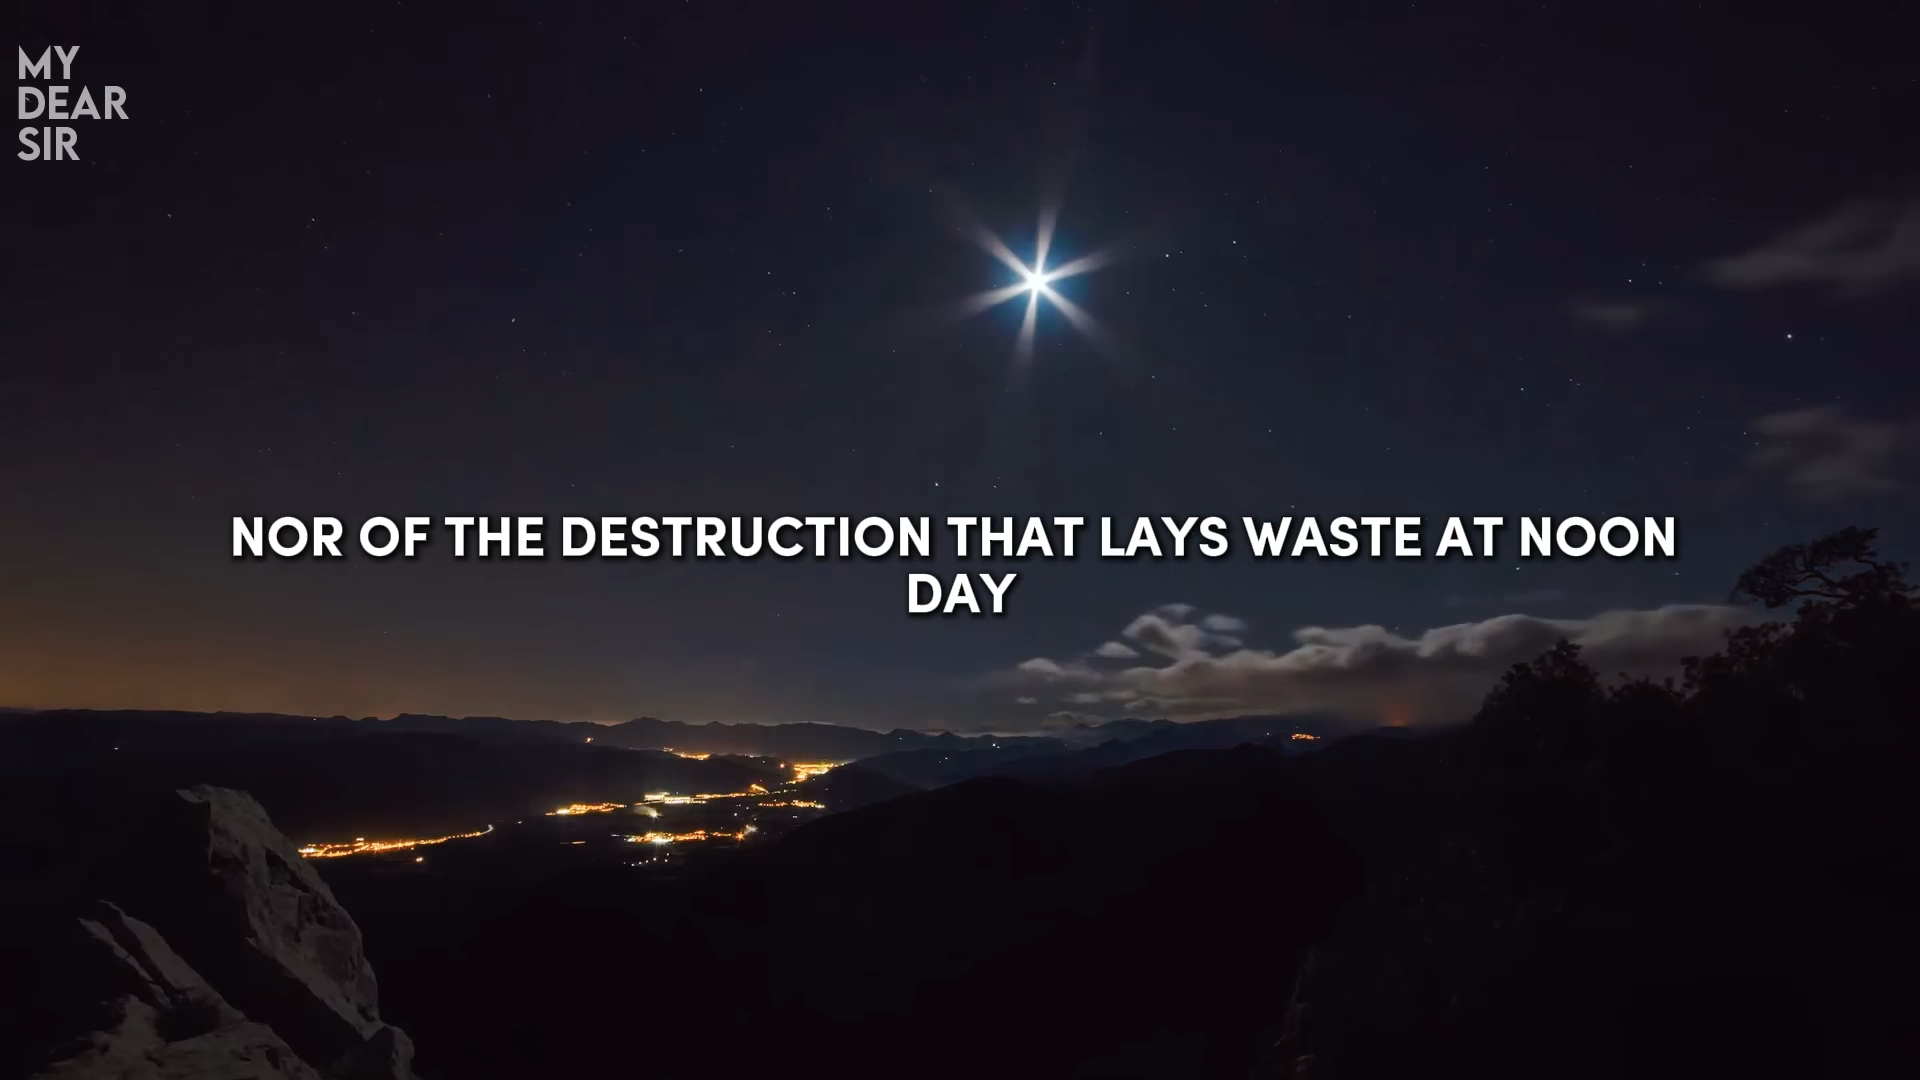 MY
DEAR
SIR
NOR OF THE DESTRUCTION THAT LAYS WASTE AT NOON
DAY